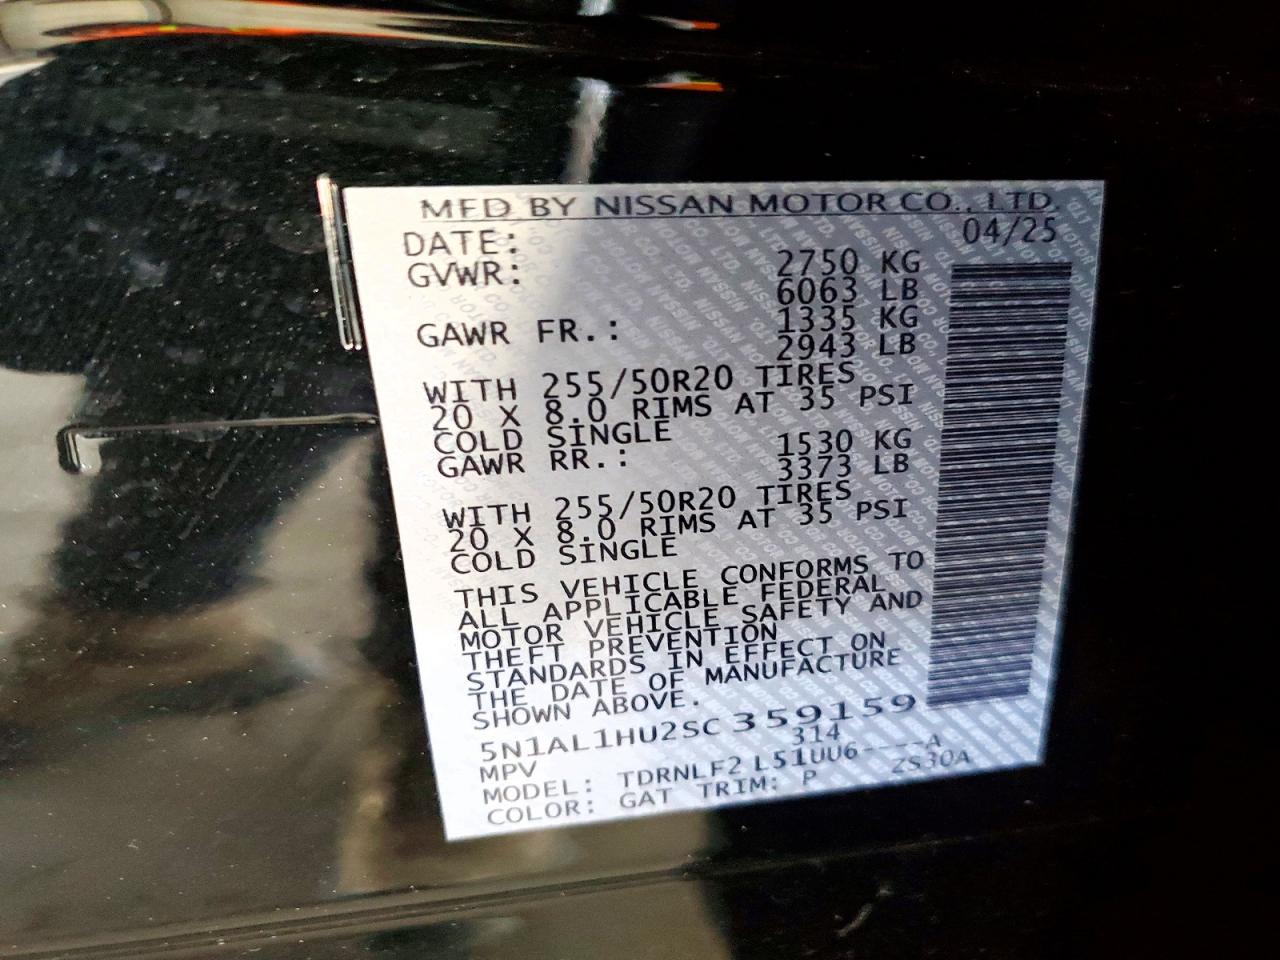 MFD BY NISSAN MOTOR CO., LTD.
DATE: 04/25
GVWR: 2750 KG
6063 LB
GAWR FR.: 1335 KG
2943 LB
WITH 255/50R20 TIRES
20 X 8.0 RIMS AT 35 PSI
COLD SINGLE
GAWR RR.: 1530 KG
3373 LB
WITH 255/50R20 TIRES
20 X 8.0 RIMS AT 35 PSI
COLD SINGLE
THIS VEHICLE CONFORMS TO
ALL APPLICABLE FEDERAL
MOTOR VEHICLE SAFETY AND
THEFT PREVENTION
STANDARDS IN EFFECT ON
THE DATE OF MANUFACTURE
SHOWN ABOVE.
5N1AL1HU2SC359159
MPV 314
MODEL: TDRNLF2 L51UU6----A
COLOR: GAT TRIM: P ZS30A